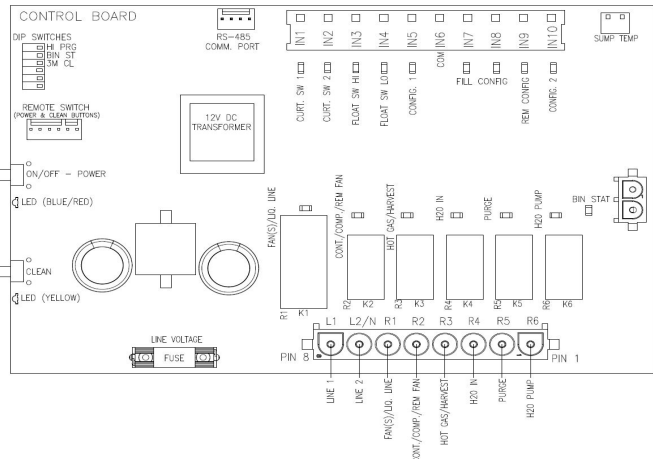 CONTROL BOARD
DIP SWITCHES
HI PRG
BIN ST
3M CL
RS-485
COMM. PORT
IN1
IN2
IN3
IN4
IN5
IN6
IN7
IN8
IN9
IN10
CURT. SW 1
CURT. SW 2
FLOAT SW HI
FLOAT SW LO
CONFIG. 1
COM
FILL CONFIG
REM CONFIG
CONFIG. 2
SUMP TEMP
REMOTE SWITCH
(POWER & CLEAN BUTTONS)
12V DC
TRANSFORMER
ON/OFF - POWER
LED (BLUE/RED)
CLEAN
LED (YELLOW)
FAN(S)/LIQ. LINE
CONT./COMP./REM FAN
HOT GAS/HARVEST
H20 IN
PURGE
H20 PUMP
BIN STAT
R1
K1
R2
K2
R3
K3
R4
K4
R5
K5
R6
K6
LINE VOLTAGE
FUSE
L1
L2/N
R1
R2
R3
R4
R5
R6
PIN 8
PIN 1
LINE 1
LINE 2
FAN(S)/LIQ. LINE
CONT./COMP./REM FAN
HOT GAS/HARVEST
H20 IN
PURGE
H20 PUMP